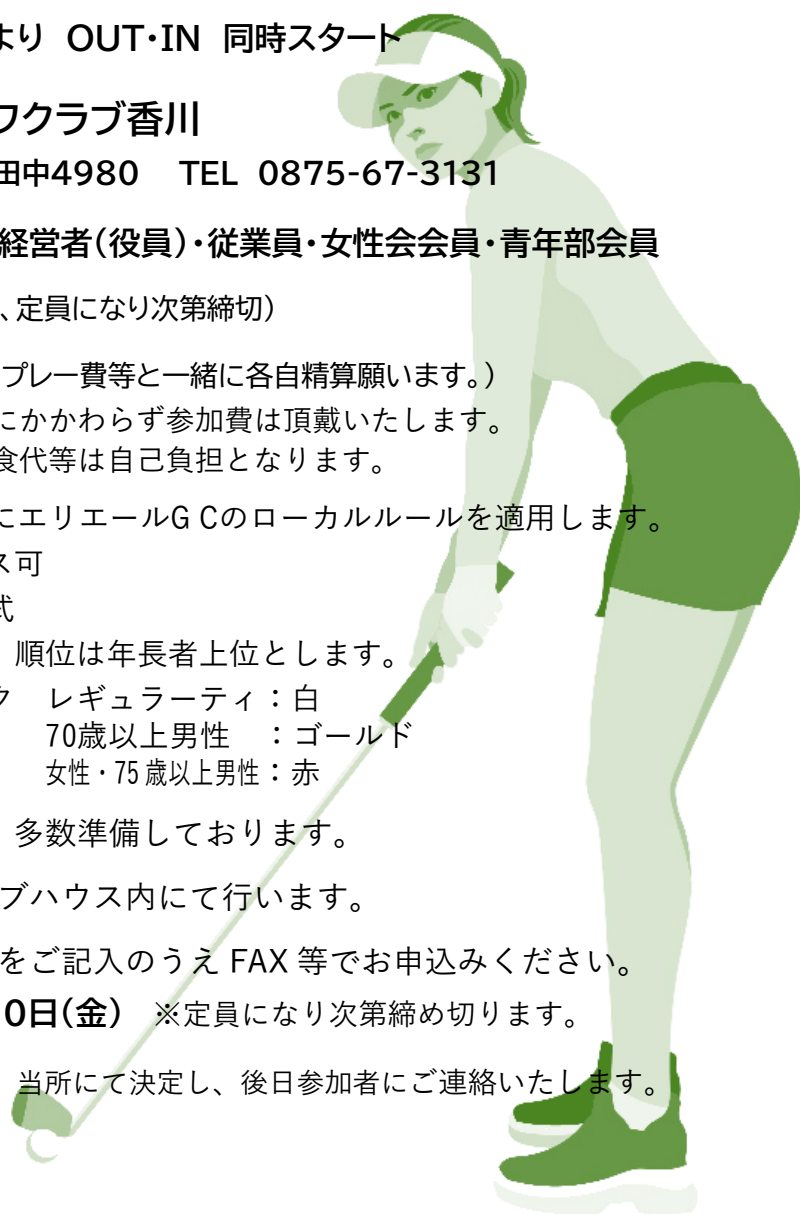 より OUT・IN 同時スタート
フクラブ香川
田中4980 TEL 0875-67-3131
経営者(役員)・従業員・女性会会員・青年部会員
、定員になり次第締切)
プレー費等と一緒に各自精算願います。)
にかかわらず参加費は頂戴いたします。
食代等は自己負担となります。
にエリエールGCのローカルルールを適用します。
ス可
式
順位は年長者上位とします。
ク レギュラーティ:白
70歳以上男性 :ゴールド
女性・75歳以上男性:赤
多数準備しております。
ブハウス内にて行います。
をご記入のうえ FAX 等でお申込みください。
0日(金) ※定員になり次第締め切ります。
当所にて決定し、後日参加者にご連絡いたします。